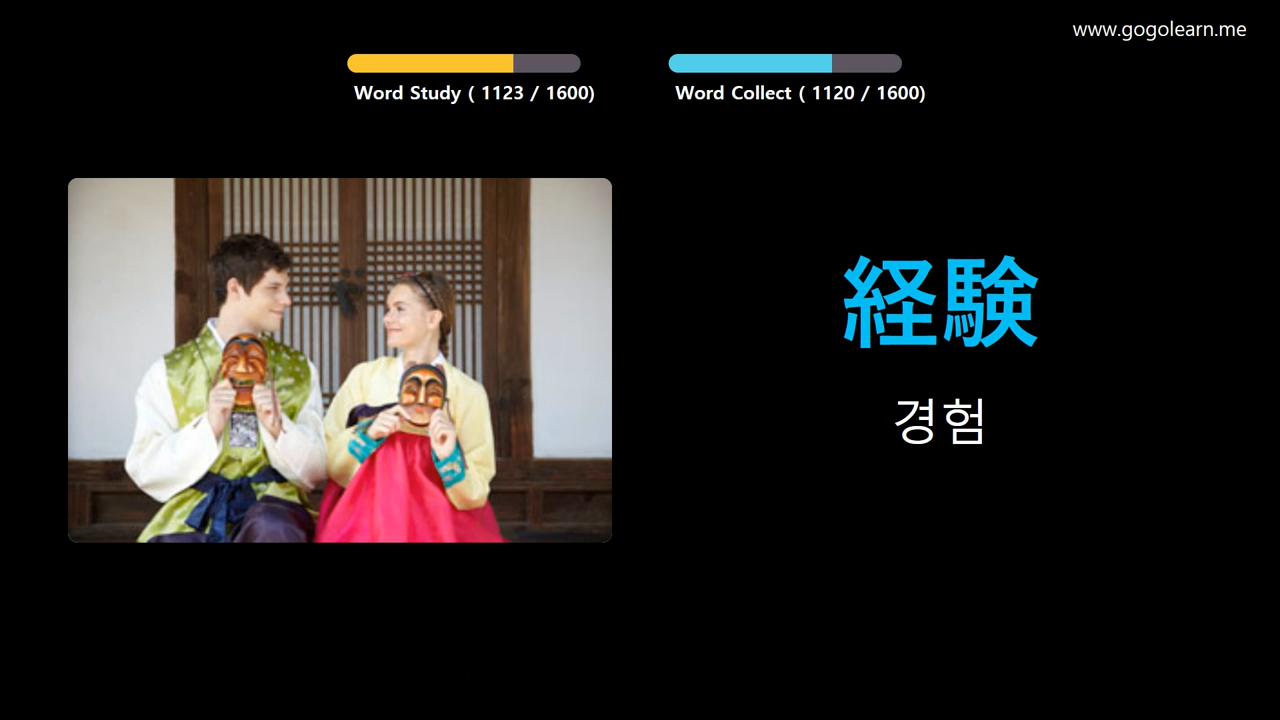 www.gogolearn.me
Word Study ( 1123 / 1600)
Word Collect ( 1120 / 1600)
経験
경험